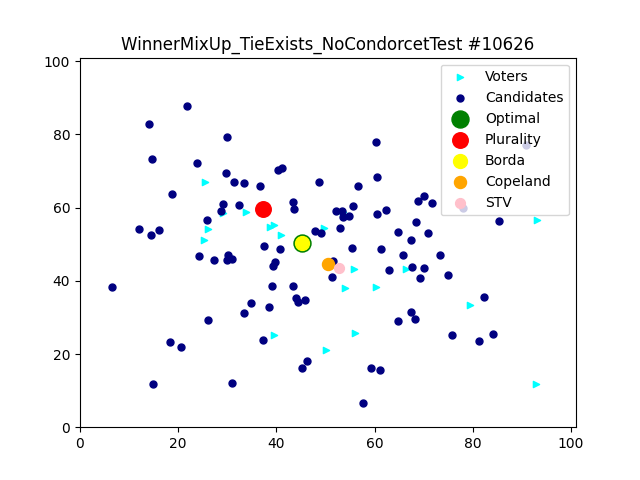 WinnerMixUp_TieExists_NoCondorcetTest #10626
100
80
60
40
20
0
0 20 40 60 80 100
Voters
Candidates
Optimal
Plurality
Borda
Copeland
STV